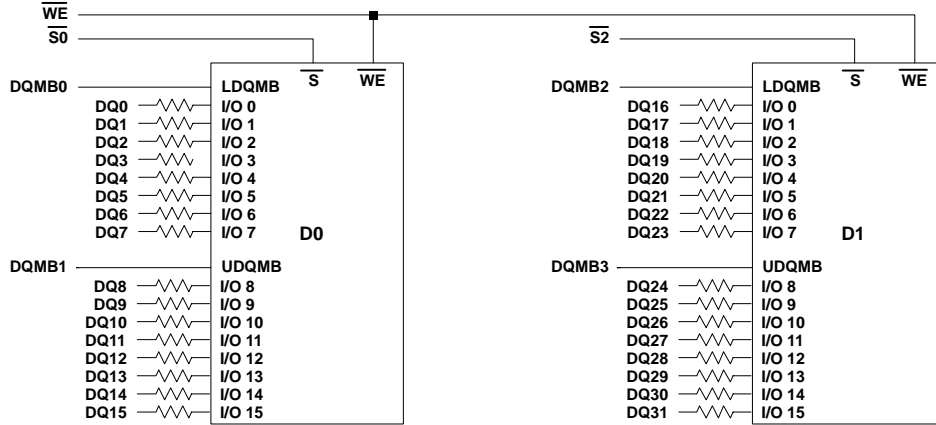 WE
S0 S2
S WE S WE
DQMB0 LDQMB DQMB2 LDQMB
DQ0 I/O 0 DQ16 I/O 0
DQ1 I/O 1 DQ17 I/O 1
DQ2 I/O 2 DQ18 I/O 2
DQ3 I/O 3 DQ19 I/O 3
DQ4 I/O 4 DQ20 I/O 4
DQ5 I/O 5 DQ21 I/O 5
DQ6 I/O 6 DQ22 I/O 6
DQ7 I/O 7 D0 DQ23 I/O 7 D1
DQMB1 UDQMB DQMB3 UDQMB
DQ8 I/O 8 DQ24 I/O 8
DQ9 I/O 9 DQ25 I/O 9
DQ10 I/O 10 DQ26 I/O 10
DQ11 I/O 11 DQ27 I/O 11
DQ12 I/O 12 DQ28 I/O 12
DQ13 I/O 13 DQ29 I/O 13
DQ14 I/O 14 DQ30 I/O 14
DQ15 I/O 15 DQ31 I/O 15